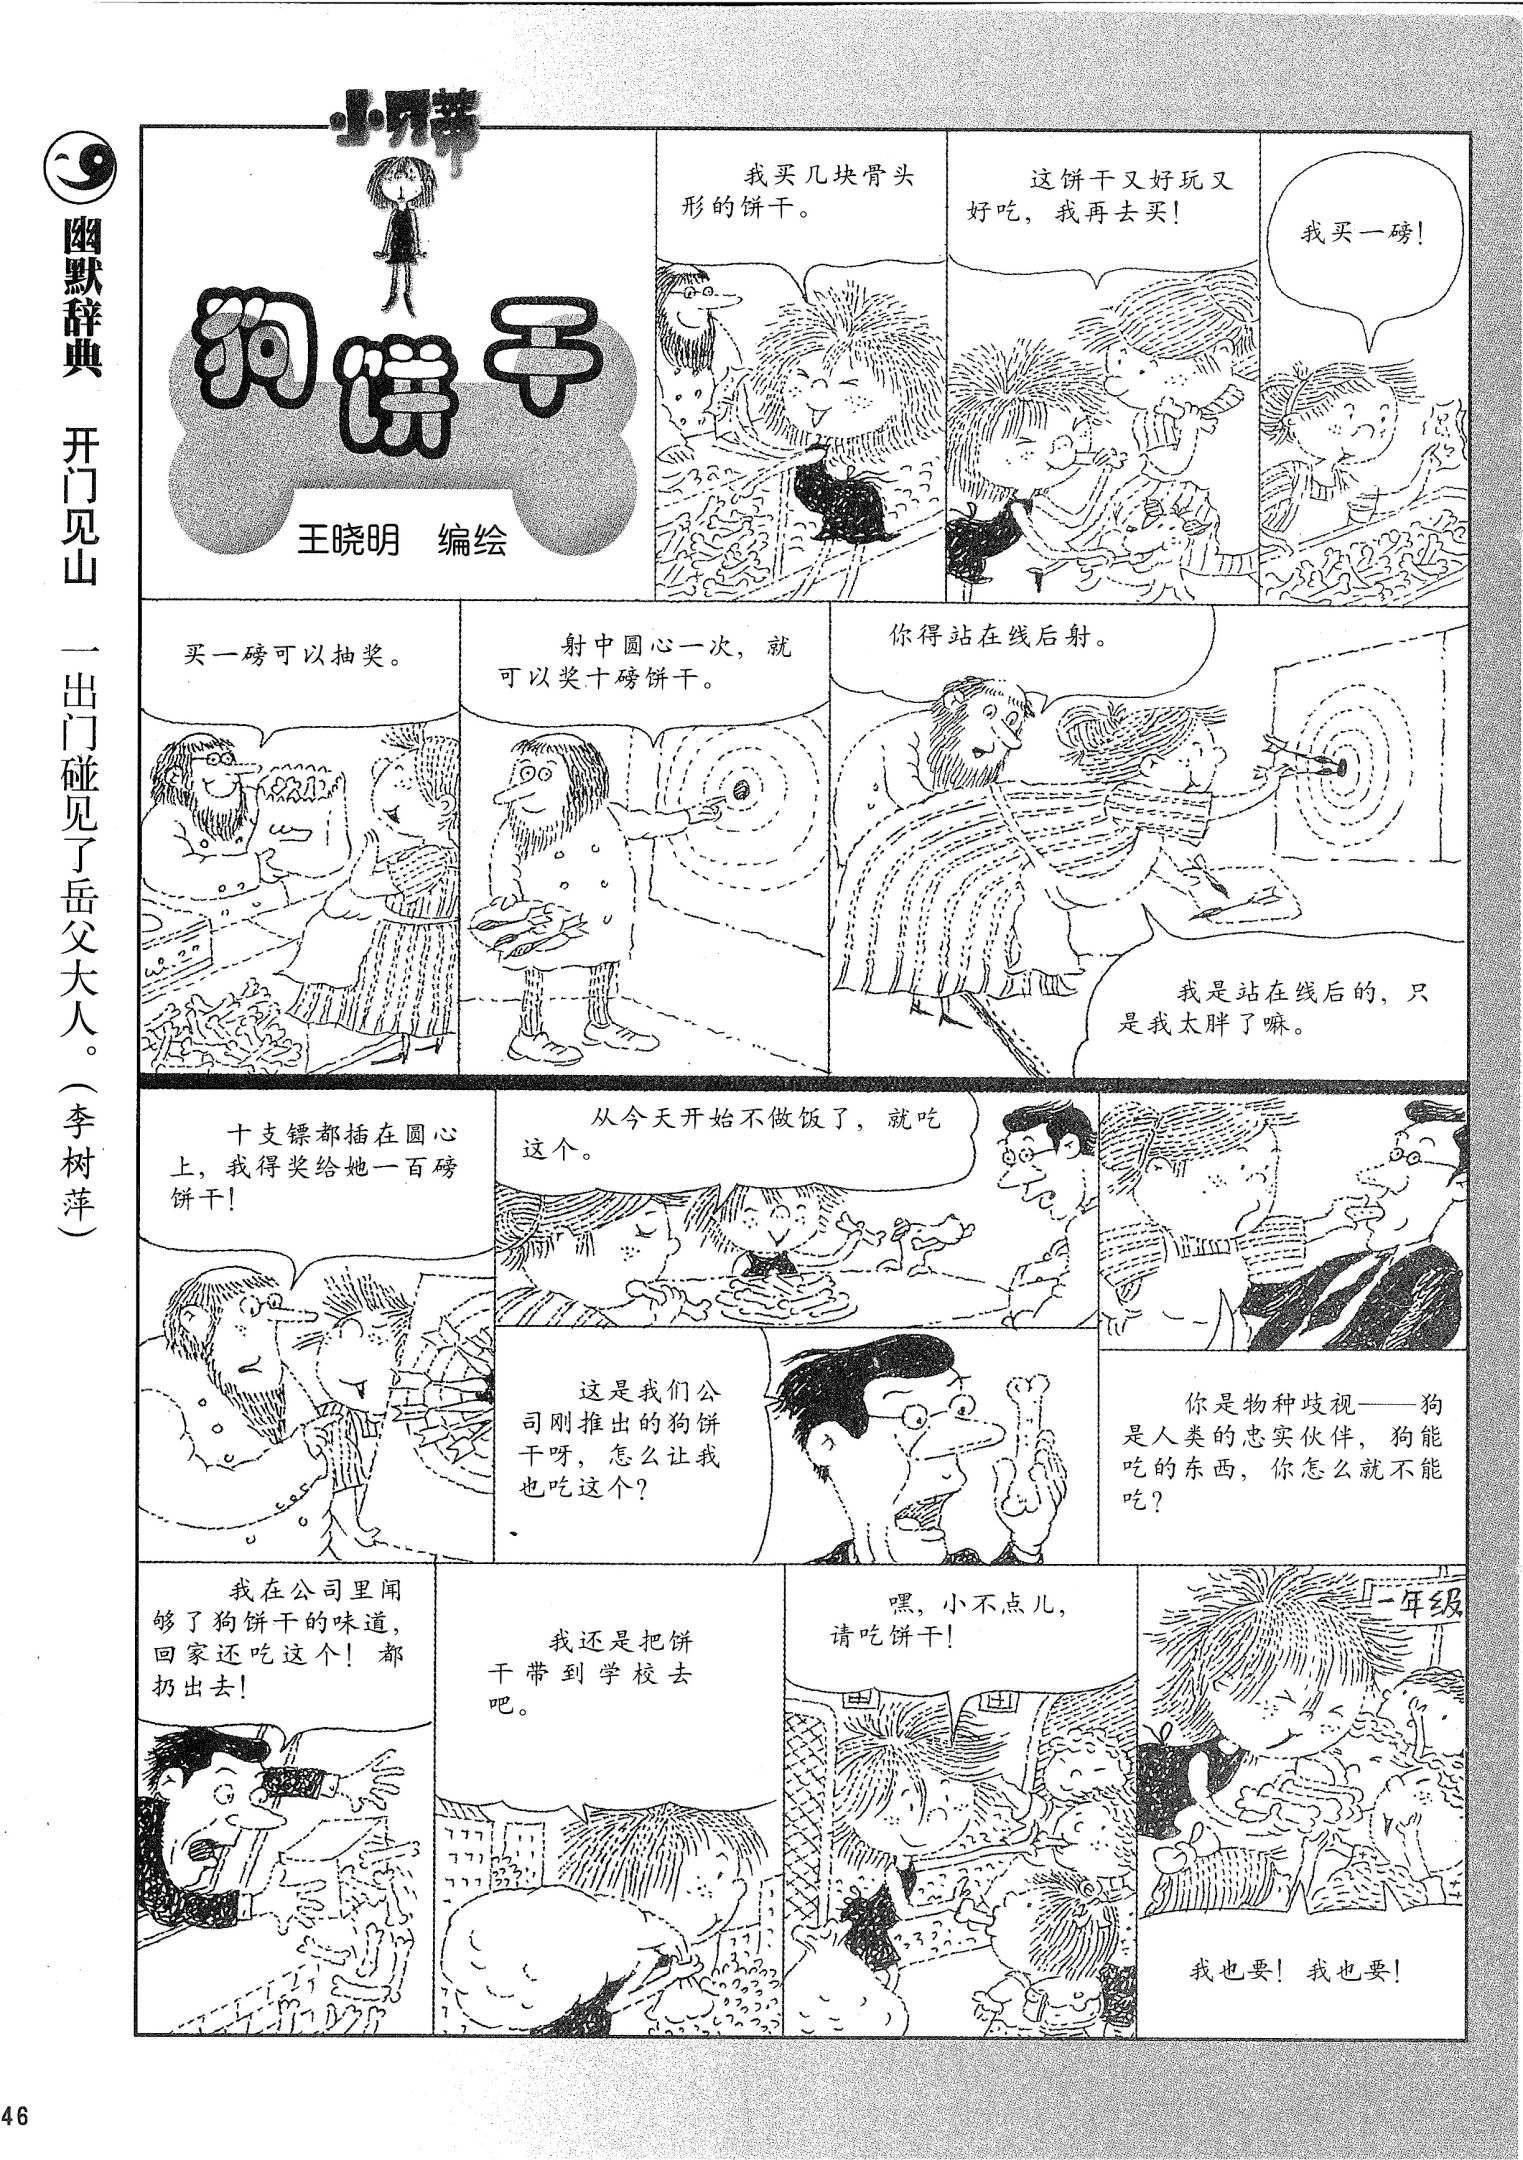 小贝蒂
狗饼干
王晓明 编绘
我买几块骨头
形的饼干。
这饼干又好玩又
好吃，我再去买！
我买一磅！
买一磅可以抽奖。
射中圆心一次，就
可以奖十磅饼干。
你得站在线后射。
我是站在线后的，只
是我太胖了嘛。
十支镖都插在圆心
上，我得奖给她一百磅
饼干！
从今天开始不做饭了，就吃
这个。
这是我们公
司刚推出的狗饼
干呀，怎么让我
也吃这个？
你是物种歧视——狗
是人类的忠实伙伴，狗能
吃的东西，你怎么就不能
吃？
我在公司里闻
够了狗饼干的味道，
回家还吃这个！都
扔出去！
我还是把饼
干带到学校去
吧。
嘿，小不点儿，
请吃饼干！
一年级
我也要！我也要！
幽默辞典 开门见山 一出门碰见了岳父大人。（李树萍）
46